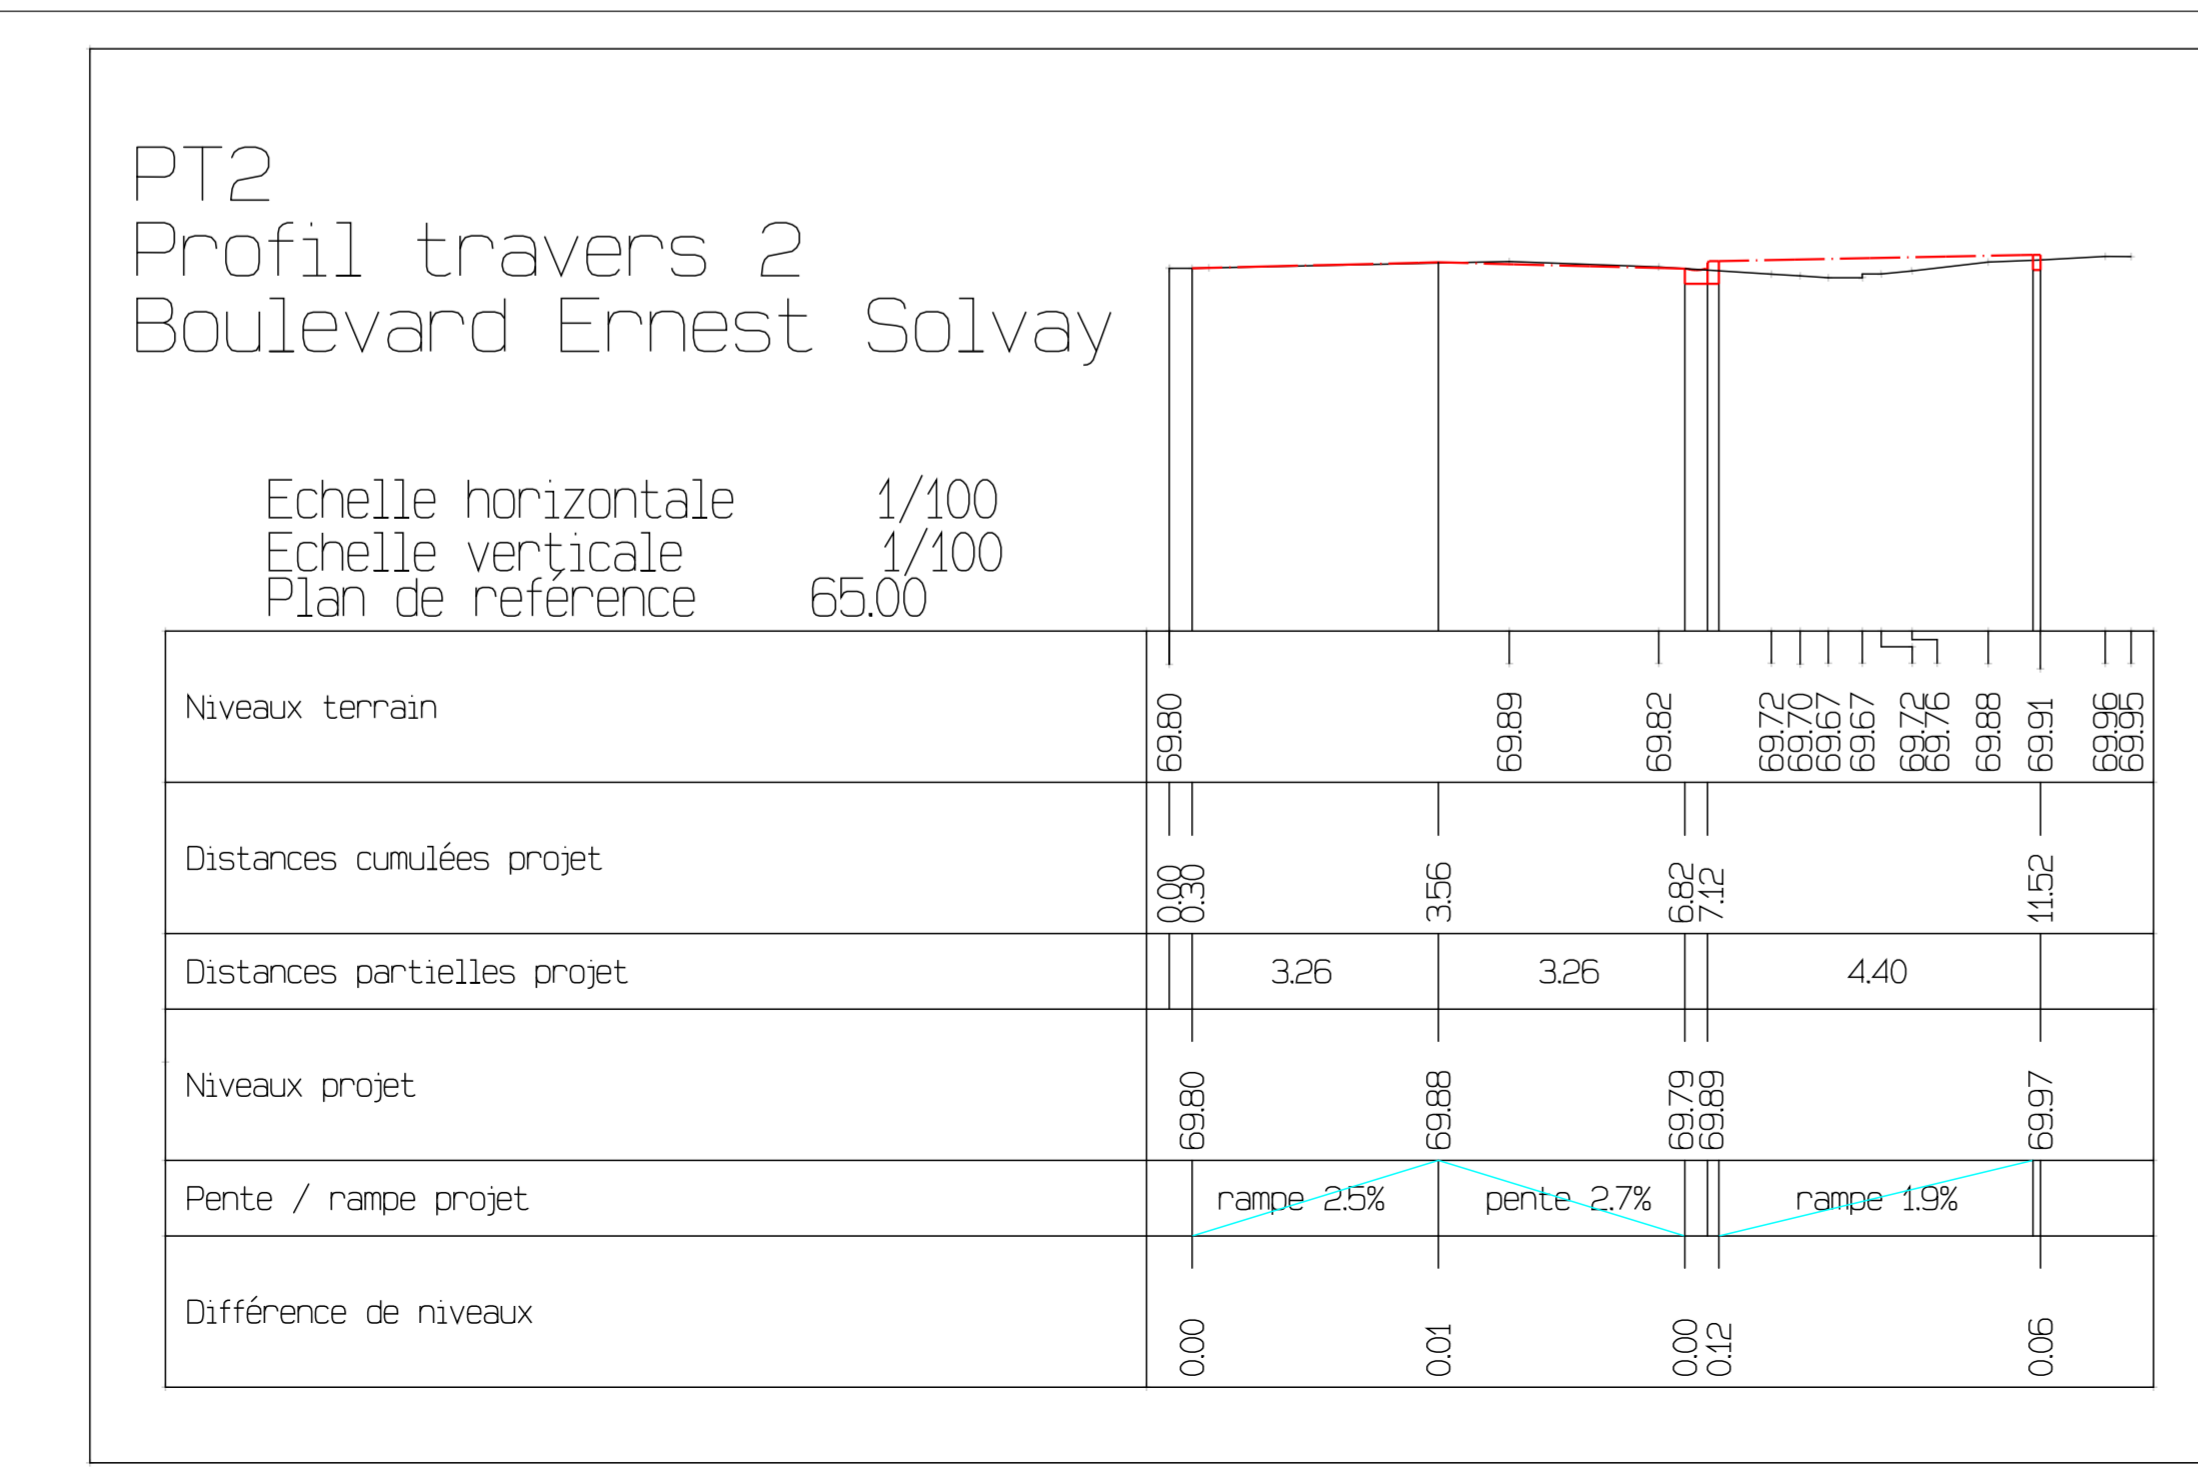 PT2
Profil travers 2
Boulevard Ernest Solvay
Echelle horizontale 1/100
Echelle verticale 1/100
Plan de reférence 65.00
Niveaux terrain 69.80 69.89 69.82 69.72 69.70 69.67 69.67 69.72 69.76 69.88 69.91 69.96 69.95
Distances cumulées projet 0.00 0.30 3.56 6.82 7.12 11.52
Distances partielles projet 3.26 3.26 4.40
Niveaux projet 69.80 69.88 69.79 69.89 69.97
Pente / rampe projet rampe 2.5% pente 2.7% rampe 1.9%
Différence de niveaux 0.00 0.01 0.00 0.12 0.06